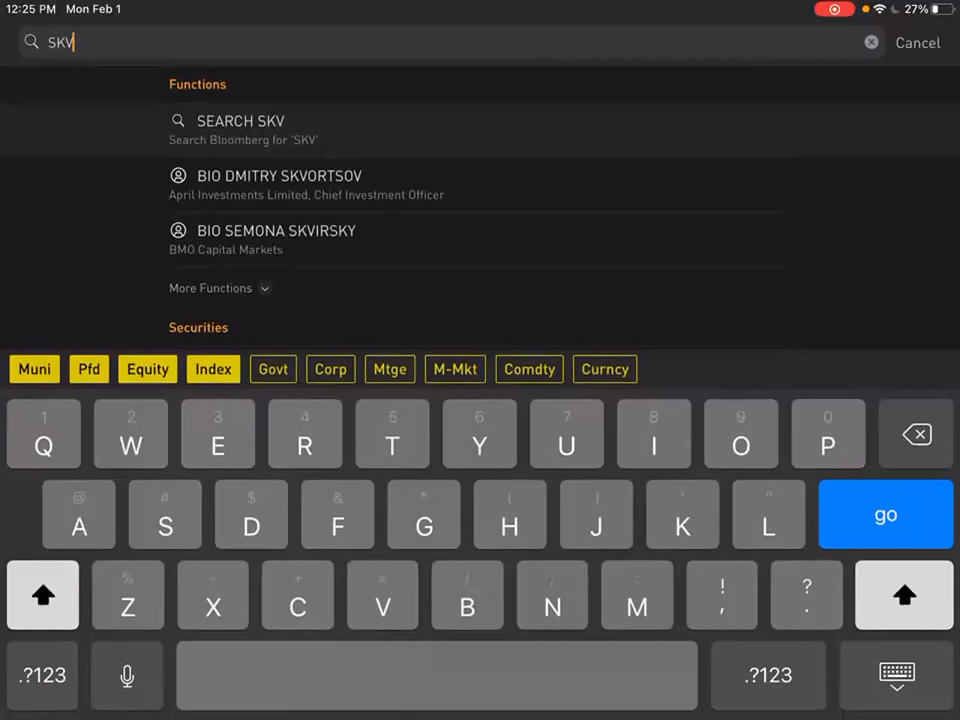 12:25 PM Mon Feb 1
27%
SKV
Cancel
Functions
SEARCH SKV
Search Bloomberg for 'SKV'
BIO DMITRY SKVORTSOV
April Investments Limited, Chief Investment Officer
BIO SEMONA SKVIRSKY
BMO Capital Markets
More Functions
Securities
Muni Pfd Equity Index Govt Corp Mtge M-Mkt Comdty Curncy
1 2 3 4 5 6 7 8 9 0
Q W E R T Y U I O P
@ # $ & * ( ) ' "
A S D F G H J K L go
% - + = / ; : ! ?
Z X C V B N M , .
.?123 .?123